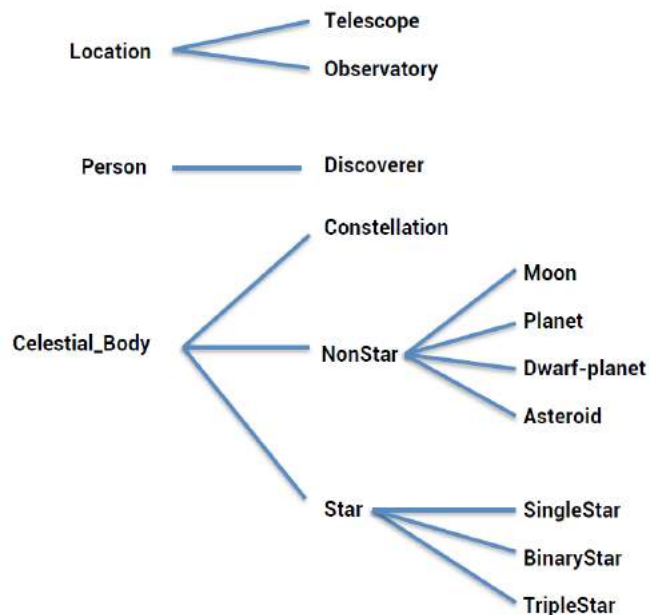 Location
Telescope
Observatory
Person
Discoverer
Celestial_Body
Constellation
NonStar
Moon
Planet
Dwarf-planet
Asteroid
Star
SingleStar
BinaryStar
TripleStar